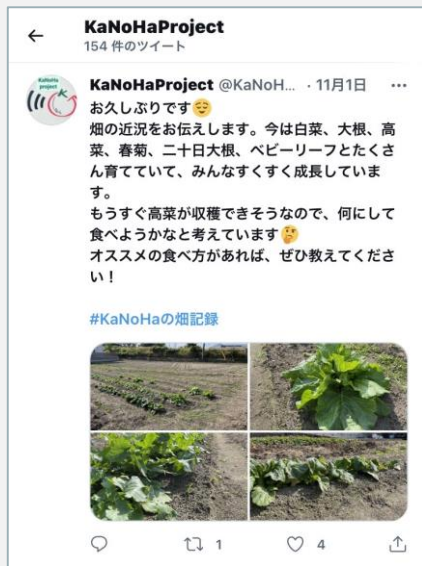 KaNoHaProject
154 件のツイート
KaNoHa
project
KaNoHaProject @KaNoH... · 11月1日 ···
お久しぶりです😌
畑の近況をお伝えします。今は白菜、大根、高
菜、春菊、二十日大根、ベビーリーフとたくさ
ん育てていて、みんなすくすく成長していま
す。
もうすぐ高菜が収穫できそうなので、何にして
食べようかなと考えています🤔
オススメの食べ方があれば、ぜひ教えてくださ
い！
#KaNoHaの畑記録
1
4